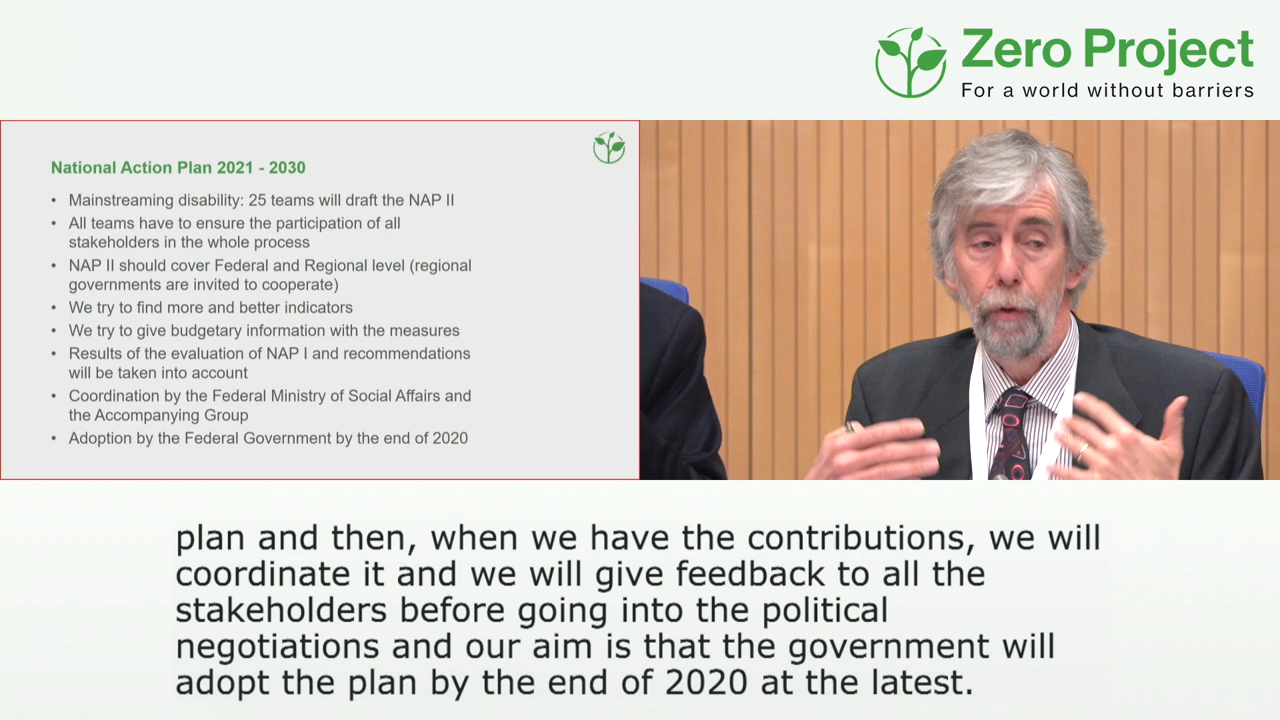 Zero Project
For a world without barriers
National Action Plan 2021 - 2030
• Mainstreaming disability: 25 teams will draft the NAP II
• All teams have to ensure the participation of all
stakeholders in the whole process
• NAP II should cover Federal and Regional level (regional
governments are invited to cooperate)
• We try to find more and better indicators
• We try to give budgetary information with the measures
• Results of the evaluation of NAP I and recommendations
will be taken into account
• Coordination by the Federal Ministry of Social Affairs and
the Accompanying Group
• Adoption by the Federal Government by the end of 2020
plan and then, when we have the contributions, we will
coordinate it and we will give feedback to all the
stakeholders before going into the political
negotiations and our aim is that the government will
adopt the plan by the end of 2020 at the latest.